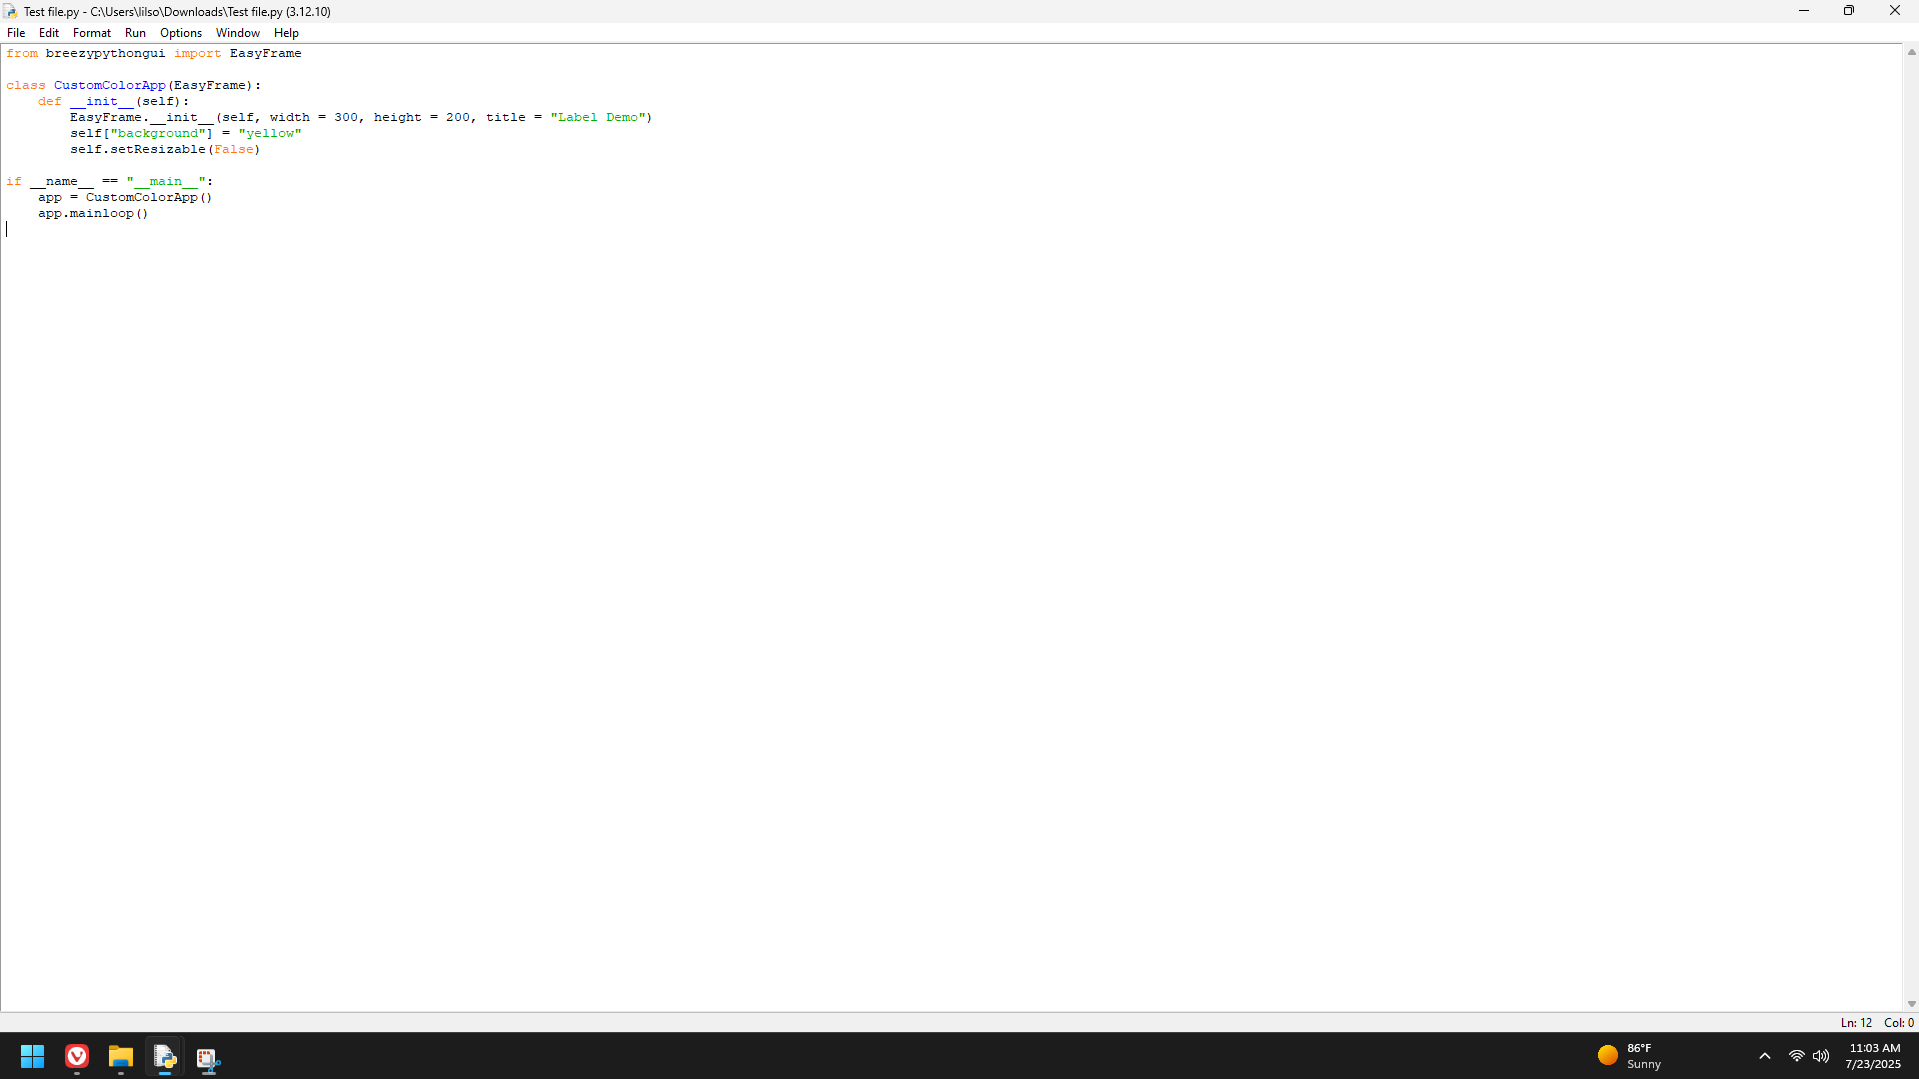 Test file.py - C:\Users\lilso\Downloads\Test file.py (3.12.10)
File Edit Format Run Options Window Help
from breezypythongui import EasyFrame
class CustomColorApp(EasyFrame):
    def __init__(self):
        EasyFrame.__init__(self, width = 300, height = 200, title = "Label Demo")
        self["background"] = "yellow"
        self.setResizable(False)
if __name__ == "__main__":
    app = CustomColorApp()
    app.mainloop()
Ln: 12 Col: 0
86°F
Sunny
11:03 AM
7/23/2025